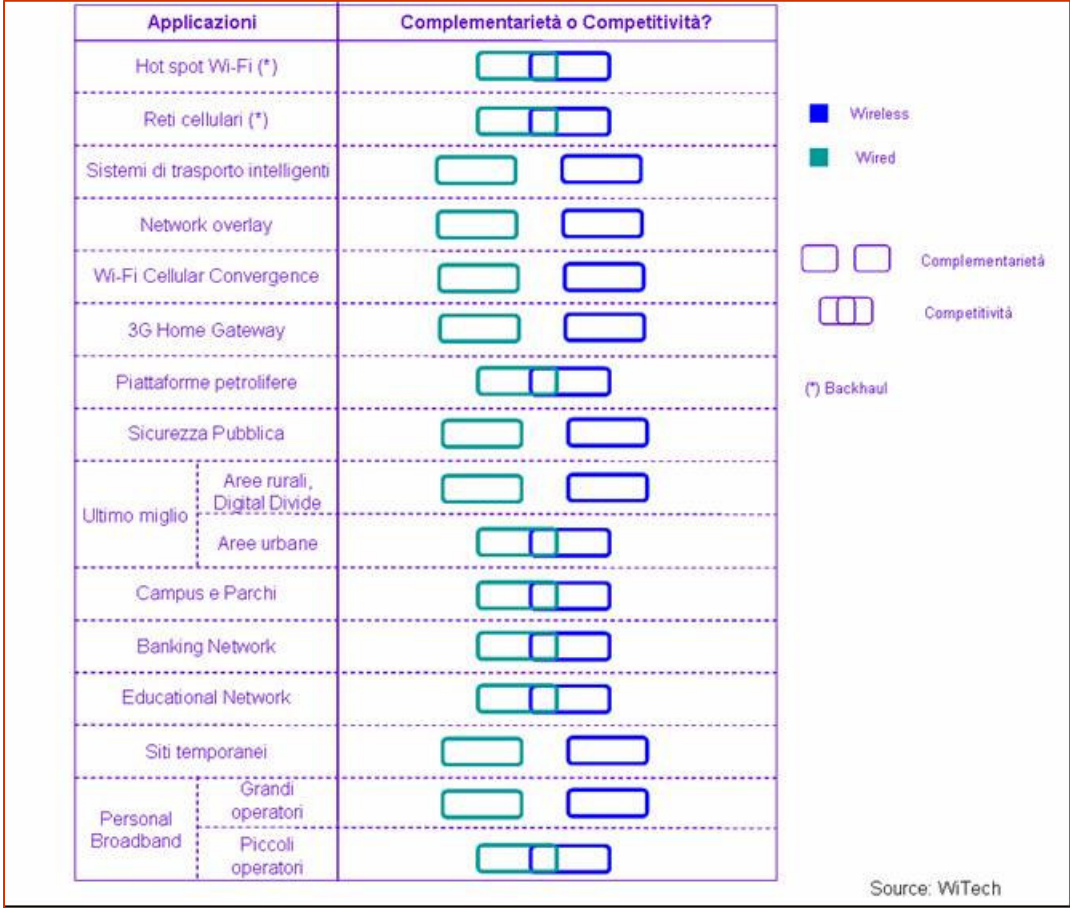 Applicazioni
Complementarietà o Competitività?
Hot spot Wi-Fi (*)
Reti cellulari (*)
Sistemi di trasporto intelligenti
Network overlay
Wi-Fi Cellular Convergence
3G Home Gateway
Piattaforme petrolifere
Sicurezza Pubblica
Ultimo miglio
Aree rurali,
Digital Divide
Aree urbane
Campus e Parchi
Banking Network
Educational Network
Siti temporanei
Personal
Broadband
Grandi
operatori
Piccoli
operatori
Wireless
Wired
Complementarietá
Competitivitá
(*) Backhaul
Source: WiTech